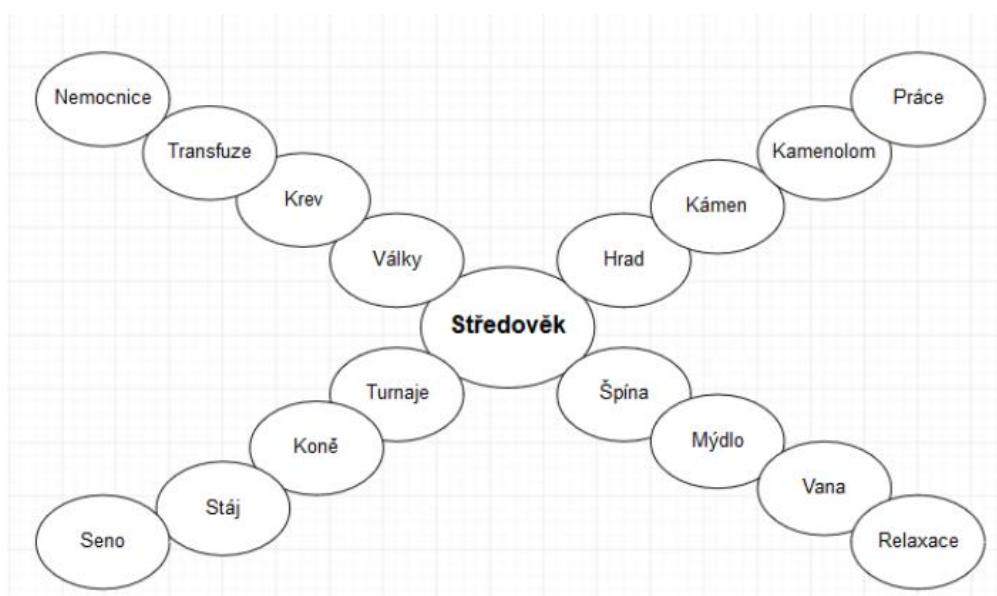 Nemocnice
Práce
Transfuze
Kamenolom
Krev
Kámen
Války
Hrad
Středověk
Turnaje
Špína
Koně
Mýdlo
Stáj
Vana
Seno
Relaxace